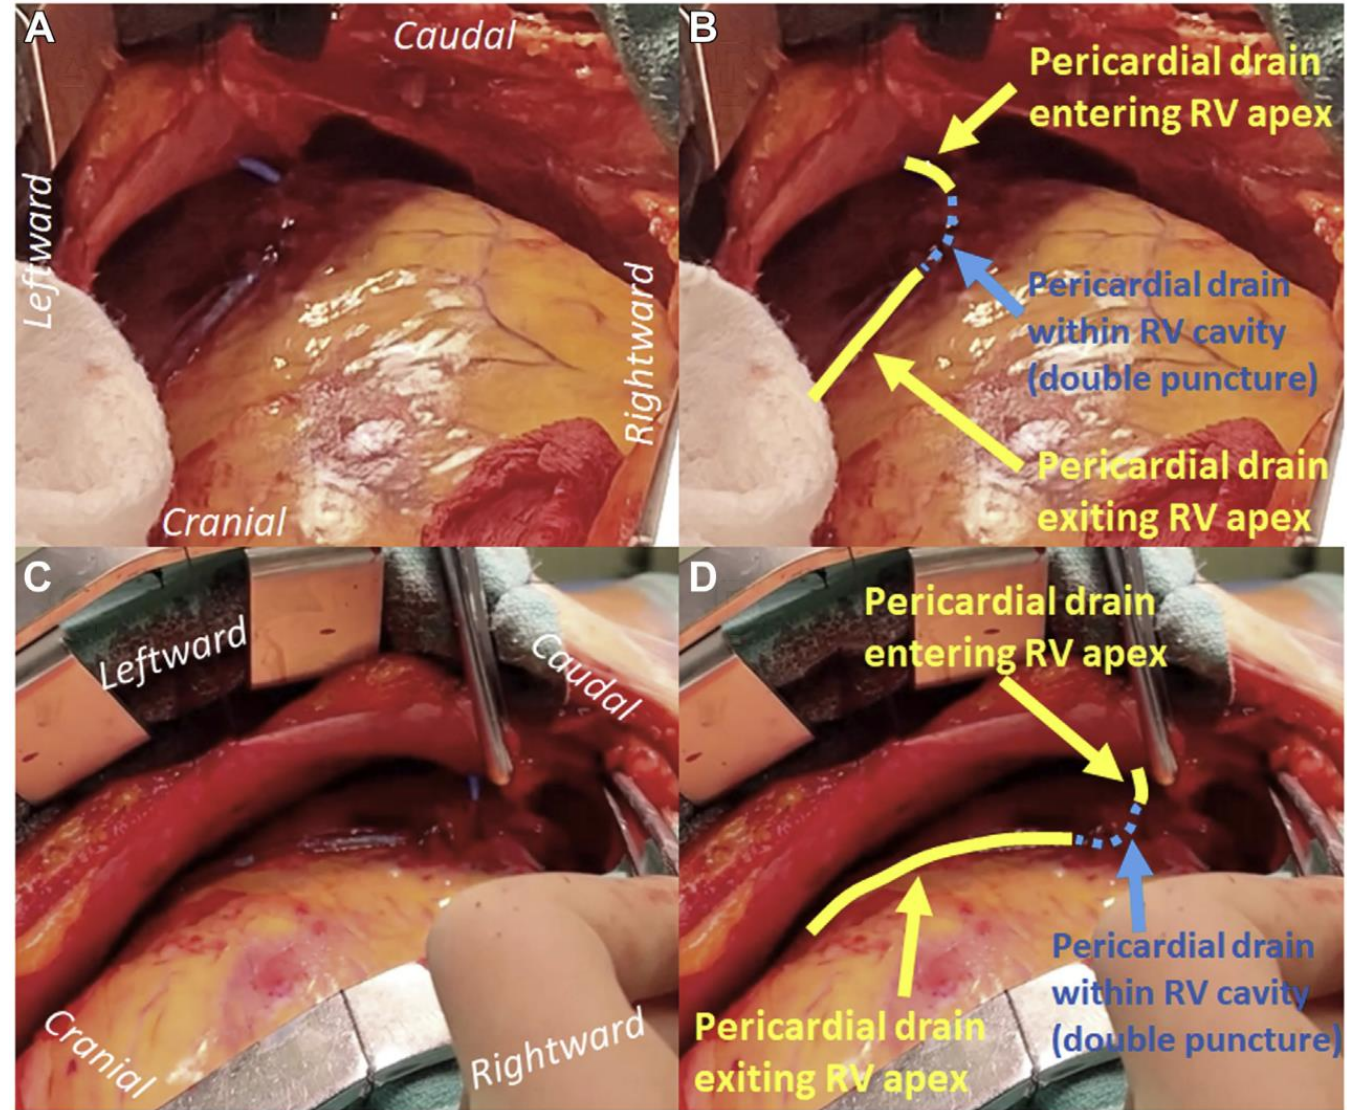 A
Caudal
Leftward
Rightward
Cranial
B
Pericardial drain
entering RV apex
Pericardial drain
within RV cavity
(double puncture)
Pericardial drain
exiting RV apex
C
Leftward
Caudal
Cranial
Rightward
D
Pericardial drain
entering RV apex
Pericardial drain
within RV cavity
(double puncture)
Pericardial drain
exiting RV apex